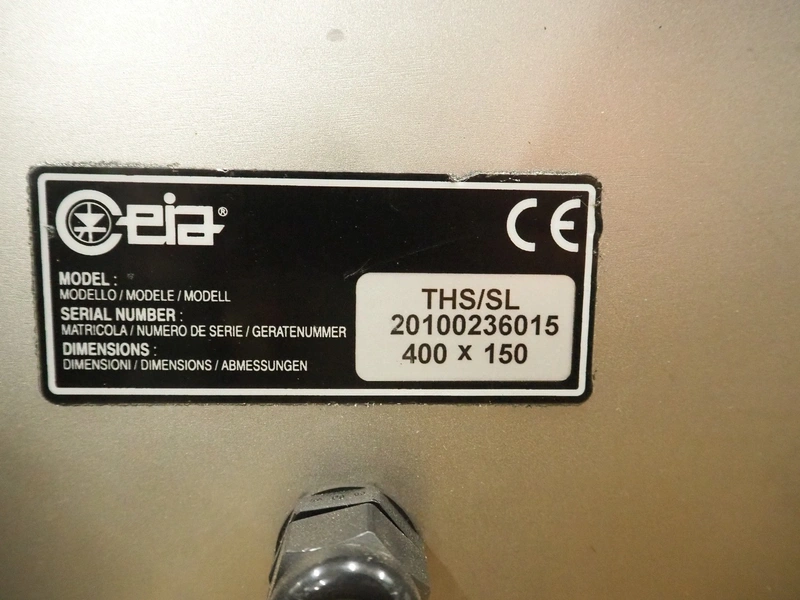 Ceia® CE
MODEL :
MODELLO / MODELE / MODELL
THS/SL
SERIAL NUMBER :
MATRICOLA / NUMERO DE SERIE / GERATENUMMER
20100236015
DIMENSIONS :
DIMENSIONI / DIMENSIONS / ABMESSUNGEN
400 x 150